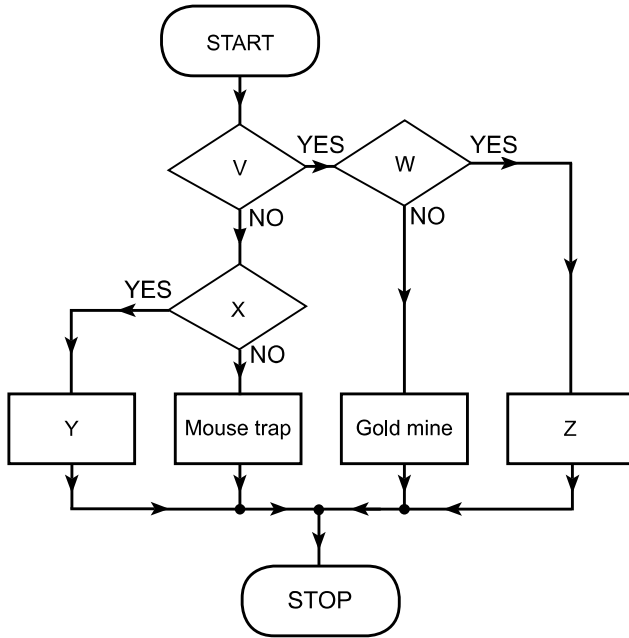 START
V
YES
W
YES
NO
NO
YES
X
NO
Y
Mouse trap
Gold mine
Z
STOP